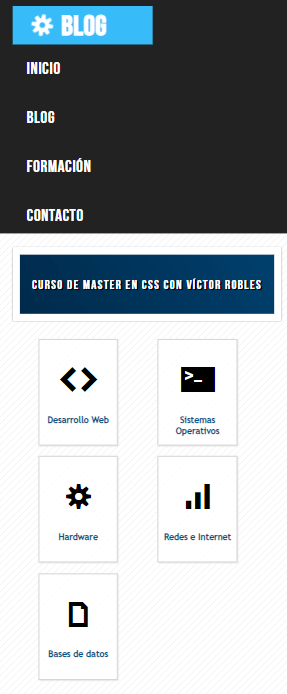 BLOG
INICIO
BLOG
FORMACIÓN
CONTACTO
CURSO DE MASTER EN CSS CON VÍCTOR ROBLES
Desarrollo Web
>_
Sistemas
Operativos
Hardware
Redes e Internet
Bases de datos